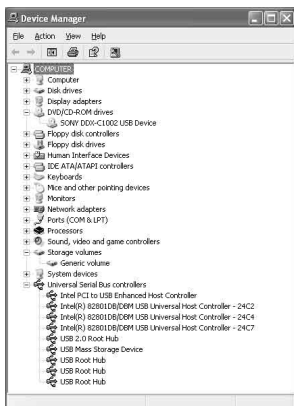 Device Manager
File Action View Help
COMPUTER
Computer
Disk drives
Display adapters
DVD/CD-ROM drives
SONY DDX-C1002 USB Device
Floppy disk controllers
Floppy disk drives
Human Interface Devices
IDE ATA/ATAPI controllers
Keyboards
Mice and other pointing devices
Monitors
Network adapters
Ports (COM & LPT)
Processors
Sound, video and game controllers
Storage volumes
Generic volume
System devices
Universal Serial Bus controllers
Intel PCI to USB Enhanced Host Controller
Intel(R) 82801DB/DBM USB Universal Host Controller - 24C2
Intel(R) 82801DB/DBM USB Universal Host Controller - 24C4
Intel(R) 82801DB/DBM USB Universal Host Controller - 24C7
USB 2.0 Root Hub
USB Mass Storage Device
USB Root Hub
USB Root Hub
USB Root Hub